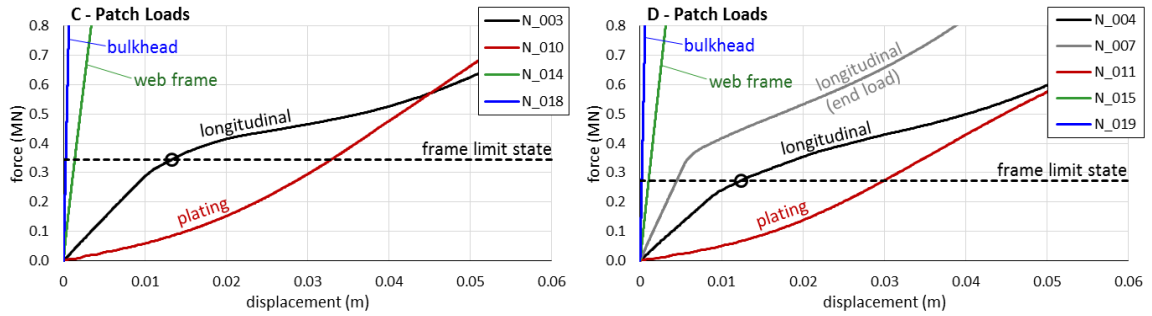 C - Patch Loads
0.8
0.7
0.6
0.5
0.4
0.3
0.2
0.1
0.0
force (MN)
bulkhead
web frame
longitudinal
frame limit state
plating
N_003
N_010
N_014
N_018
0
0.01
0.02
0.03
0.04
0.05
0.06
displacement (m)
D - Patch Loads
0.8
0.7
0.6
0.5
0.4
0.3
0.2
0.1
0.0
force (MN)
bulkhead
web frame
longitudinal
(end load)
longitudinal
frame limit state
plating
N_004
N_007
N_011
N_015
N_019
0
0.01
0.02
0.03
0.04
0.05
0.06
displacement (m)